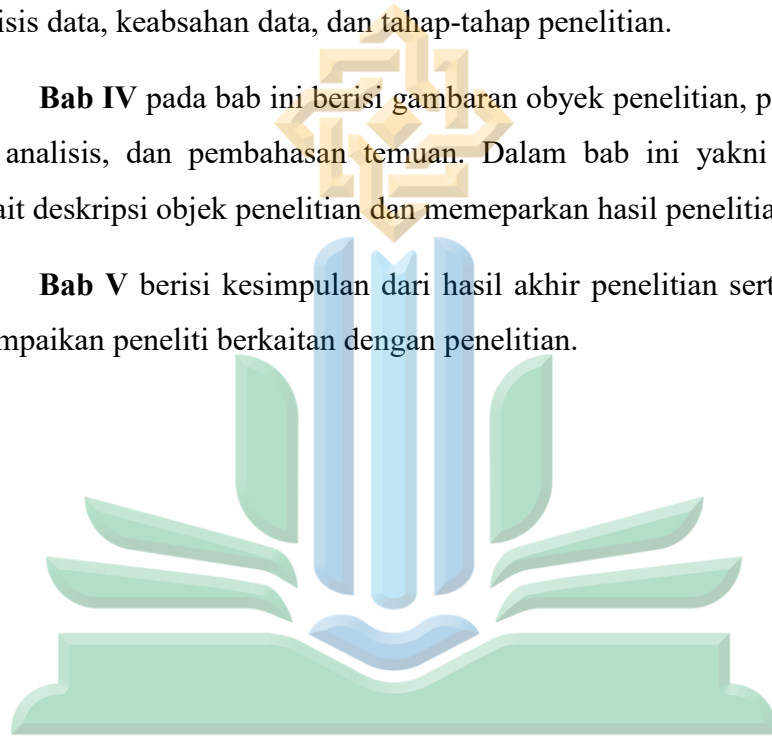 isis data, keabsahan data, dan tahap-tahap penelitian.
Bab IV pada bab ini berisi gambaran obyek penelitian, p
analisis, dan pembahasan temuan. Dalam bab ini yakni
ait deskripsi objek penelitian dan memeparkan hasil penelitia
Bab V berisi kesimpulan dari hasil akhir penelitian sert
mpaikan peneliti berkaitan dengan penelitian.